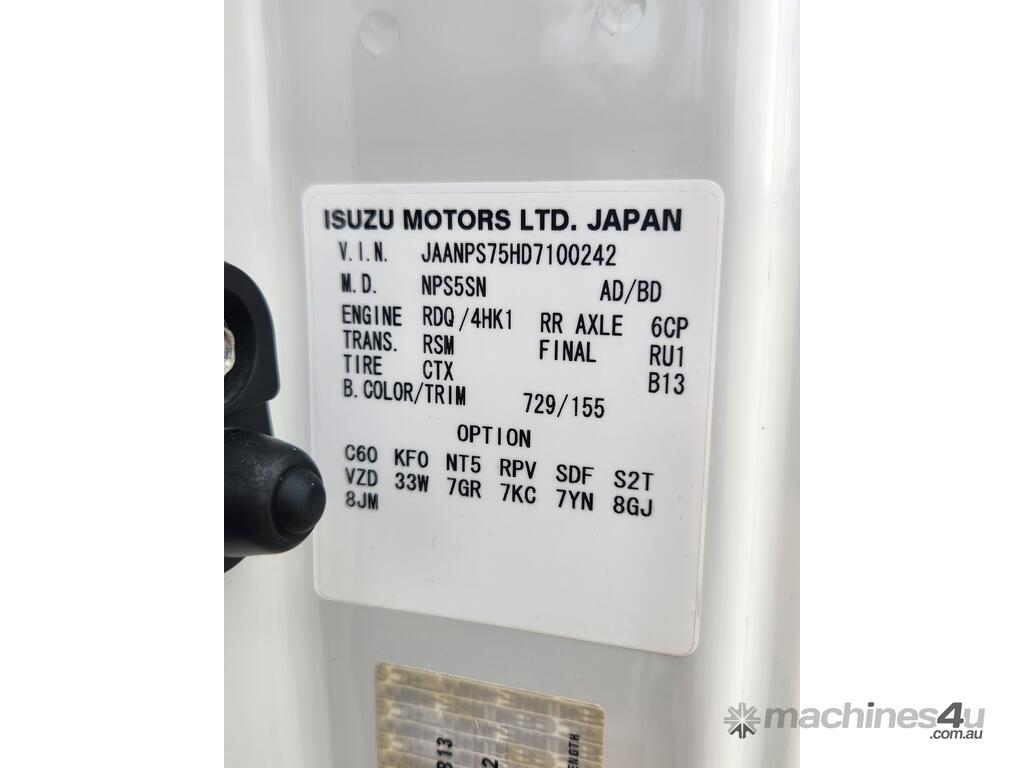 ISUZU MOTORS LTD. JAPAN
V.I.N. JAANPS75HD7100242
M.D. NPS5SN AD/BD
ENGINE RDQ/4HK1 RR AXLE 6CP
TRANS. RSM FINAL RU1
TIRE CTX B13
B.COLOR/TRIM 729/155
OPTION
C60 KF0 NT5 RPV SDF S2T
VZD 33W 7GR 7KC 7YN 8GJ
8JM
machines4u
.com.au